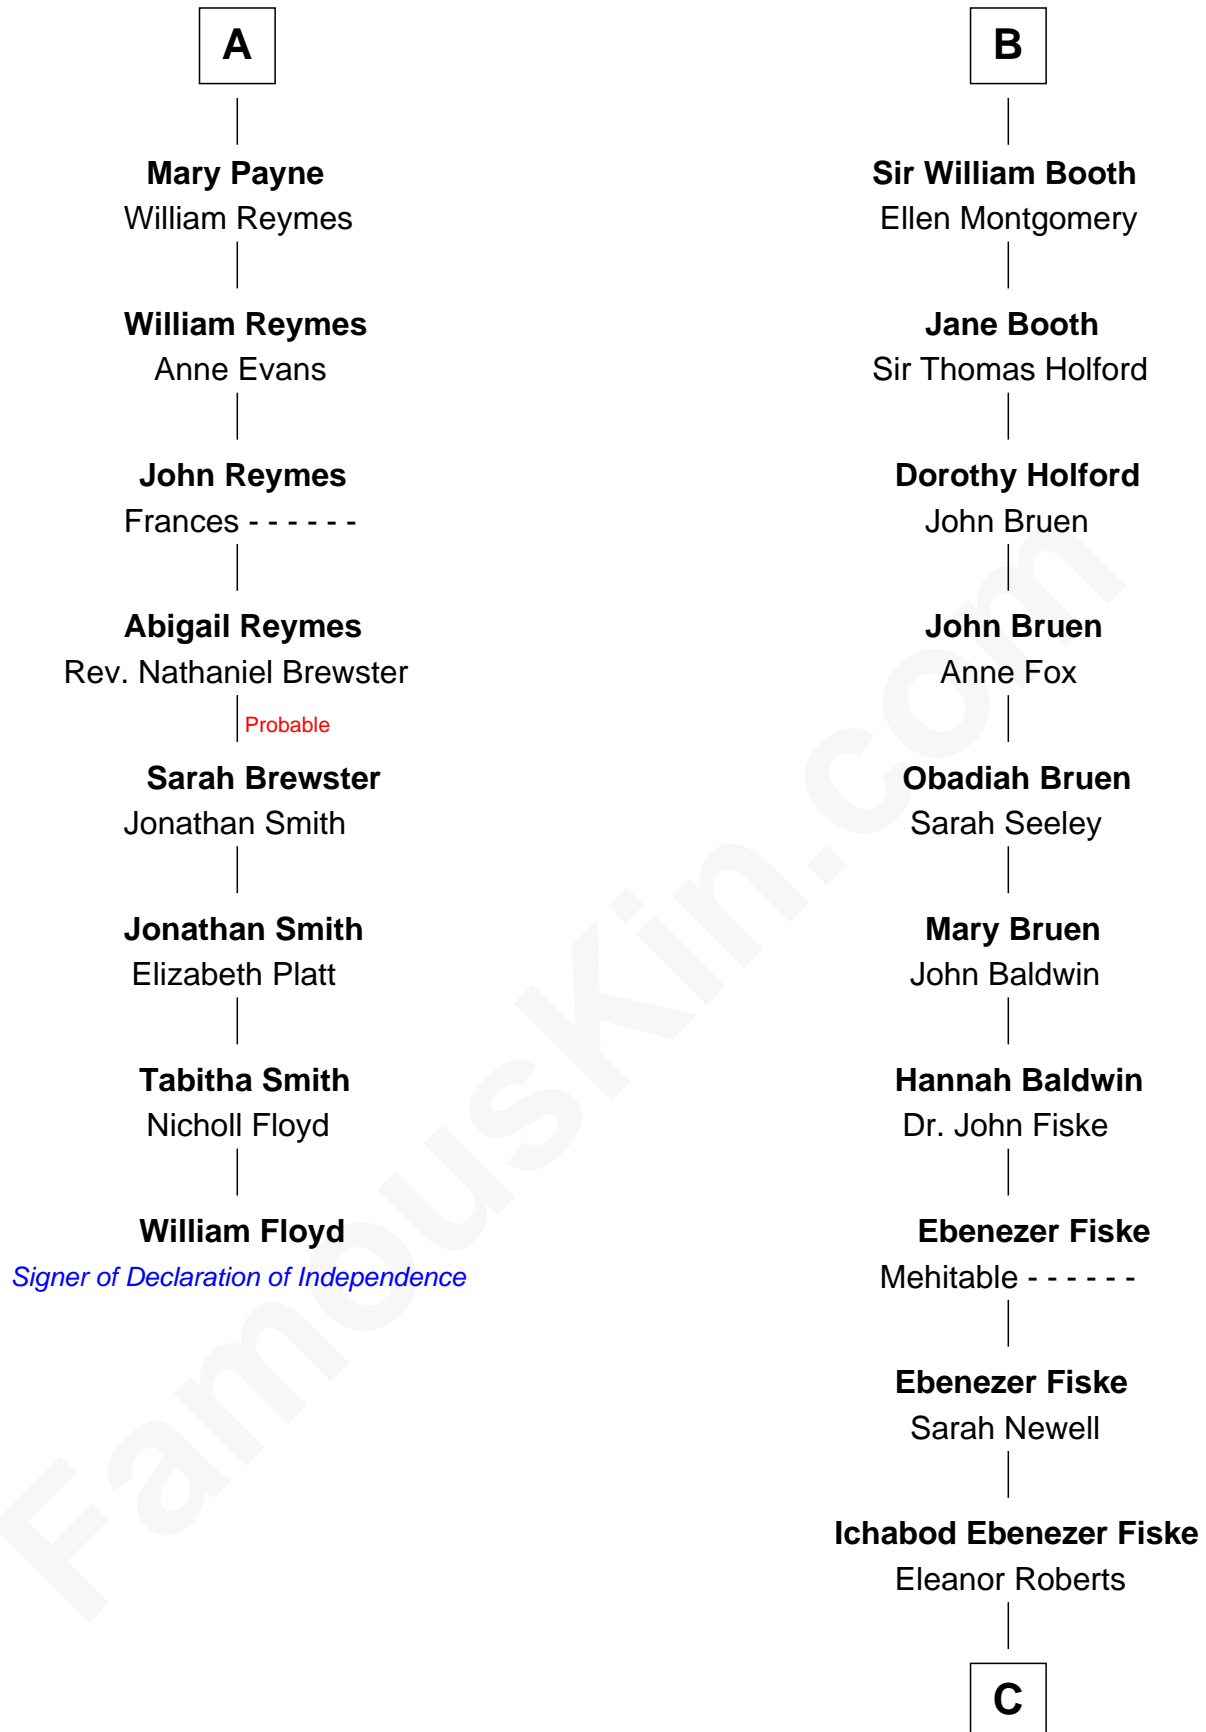 A
Mary Payne
William Reymes
William Reymes
Anne Evans
John Reymes
Frances - - - - - -
Abigail Reymes
Rev. Nathaniel Brewster
Probable
Sarah Brewster
Jonathan Smith
Jonathan Smith
Elizabeth Platt
Tabitha Smith
Nicholl Floyd
William Floyd
Signer of Declaration of Independence
B
Sir William Booth
Ellen Montgomery
Jane Booth
Sir Thomas Holford
Dorothy Holford
John Bruen
John Bruen
Anne Fox
Obadiah Bruen
Sarah Seeley
Mary Bruen
John Baldwin
Hannah Baldwin
Dr. John Fiske
Ebenezer Fiske
Mehitable - - - - - -
Ebenezer Fiske
Sarah Newell
Ichabod Ebenezer Fiske
Eleanor Roberts
C
FamousKin.com